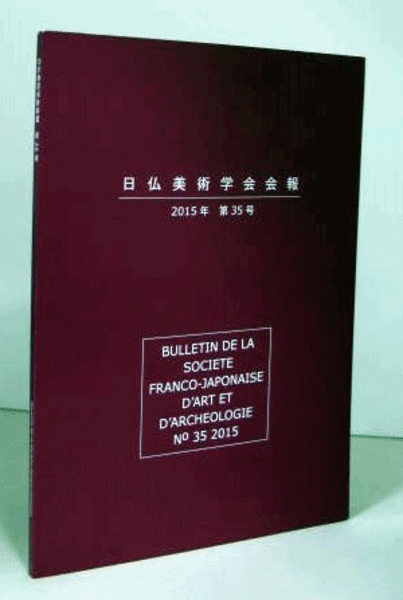 日仏美術学会会報
2015年 第35号
BULLETIN DE LA
SOCIETE
FRANCO-JAPONAISE
D'ART ET
D'ARCHEOLOGIE
Nº 35 2015